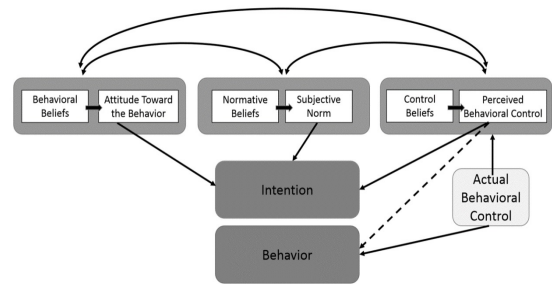 Behavioral
Beliefs
Attitude Toward
the Behavior
Normative
Beliefs
Subjective
Norm
Control
Beliefs
Perceived
Behavioral Control
Intention
Actual
Behavioral
Control
Behavior